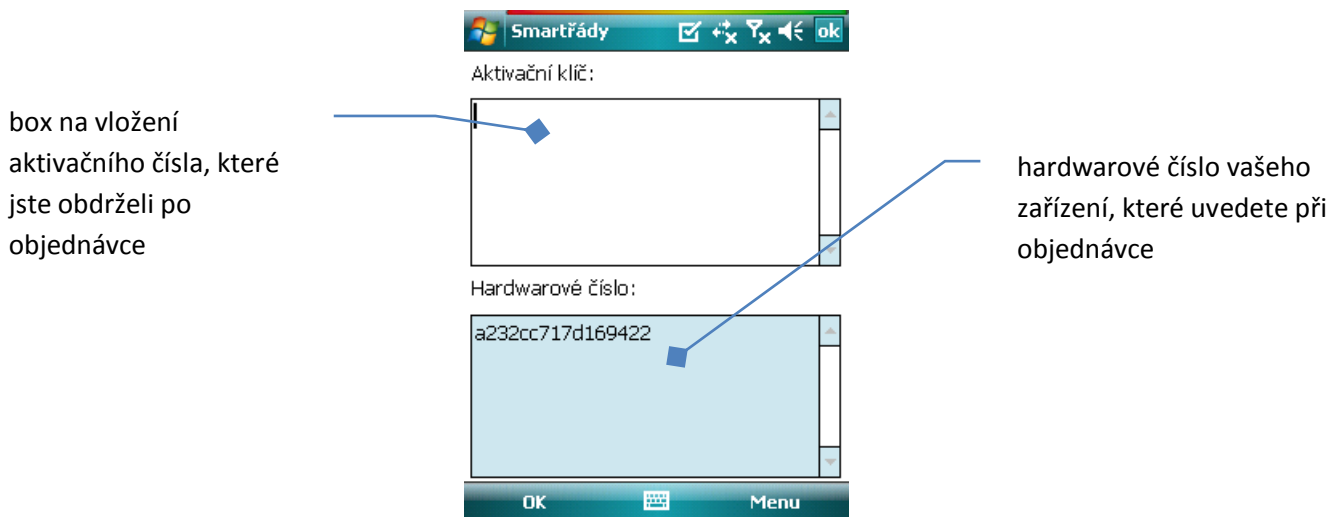 Smartřády ok
Aktivační klíč:
box na vložení
aktivačního čísla, které
jste obdrželi po
objednávce
hardwarové číslo vašeho
zařízení, které uvedete při
objednávce
Hardwarové číslo:
a232cc717d169422
OK Menu